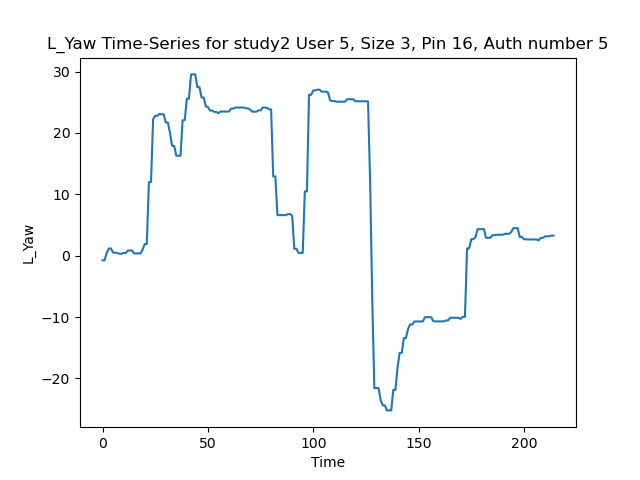 L_Yaw Time-Series for study2 User 5, Size 3, Pin 16, Auth number 5
30
20
10
0
−10
−20
L_Yaw
0 50 100 150 200
Time